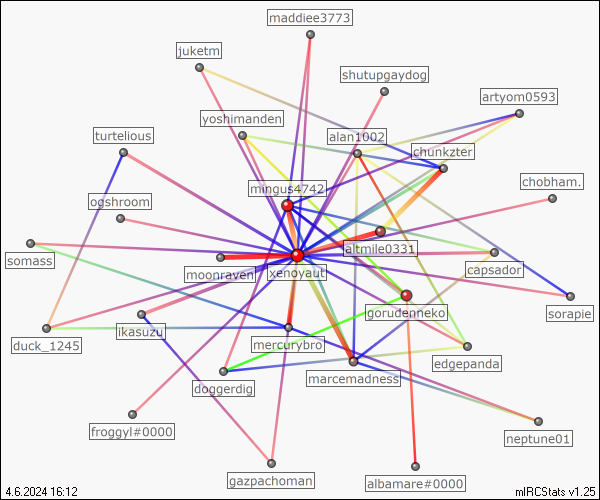 maddiee3773
juketm
shutupgaydog
artyom0593
yoshimanden
turtelious
alan1002
chunkzter
mingus4742
chobham.
ogshroom
altmile0331
somass
moonraven
xenoyaut
capsador
gorudenneko
sorapie
ikasuzu
duck_1245
mercurybro
edgepanda
marcemadness
doggerdig
froggyl#0000
neptune01
gazpachoman
albamare#0000
4.6.2024 16:12
mIRCStats v1.25